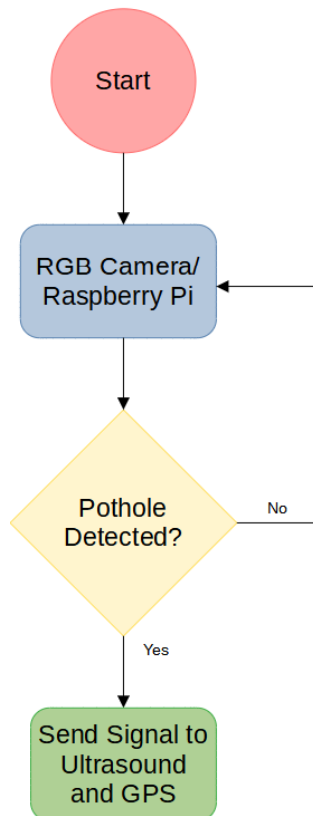 Start
RGB Camera/
Raspberry Pi
Pothole
Detected?
No
Yes
Send Signal to
Ultrasound
and GPS